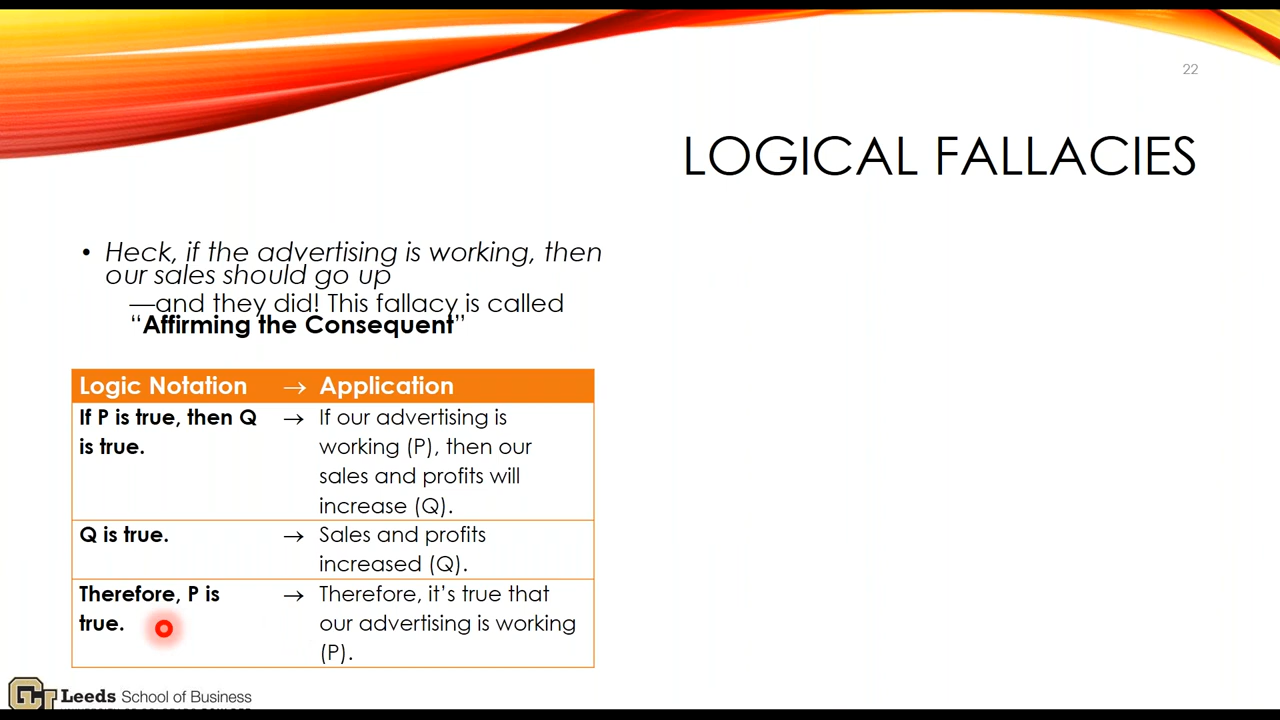 22
LOGICAL FALLACIES
• Heck, if the advertising is working, then
our sales should go up
—and they did! This fallacy is called
“Affirming the Consequent”
Logic Notation → Application
If P is true, then Q → If our advertising is
is true. working (P), then our
sales and profits will
increase (Q).
Q is true. → Sales and profits
increased (Q).
Therefore, P is → Therefore, it’s true that
true. our advertising is working
(P).
Leeds School of Business